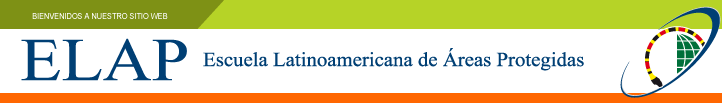 BIENVENIDOS A NUESTRO SITIO WEB
ELAP Escuela Latinoamericana de Áreas Protegidas